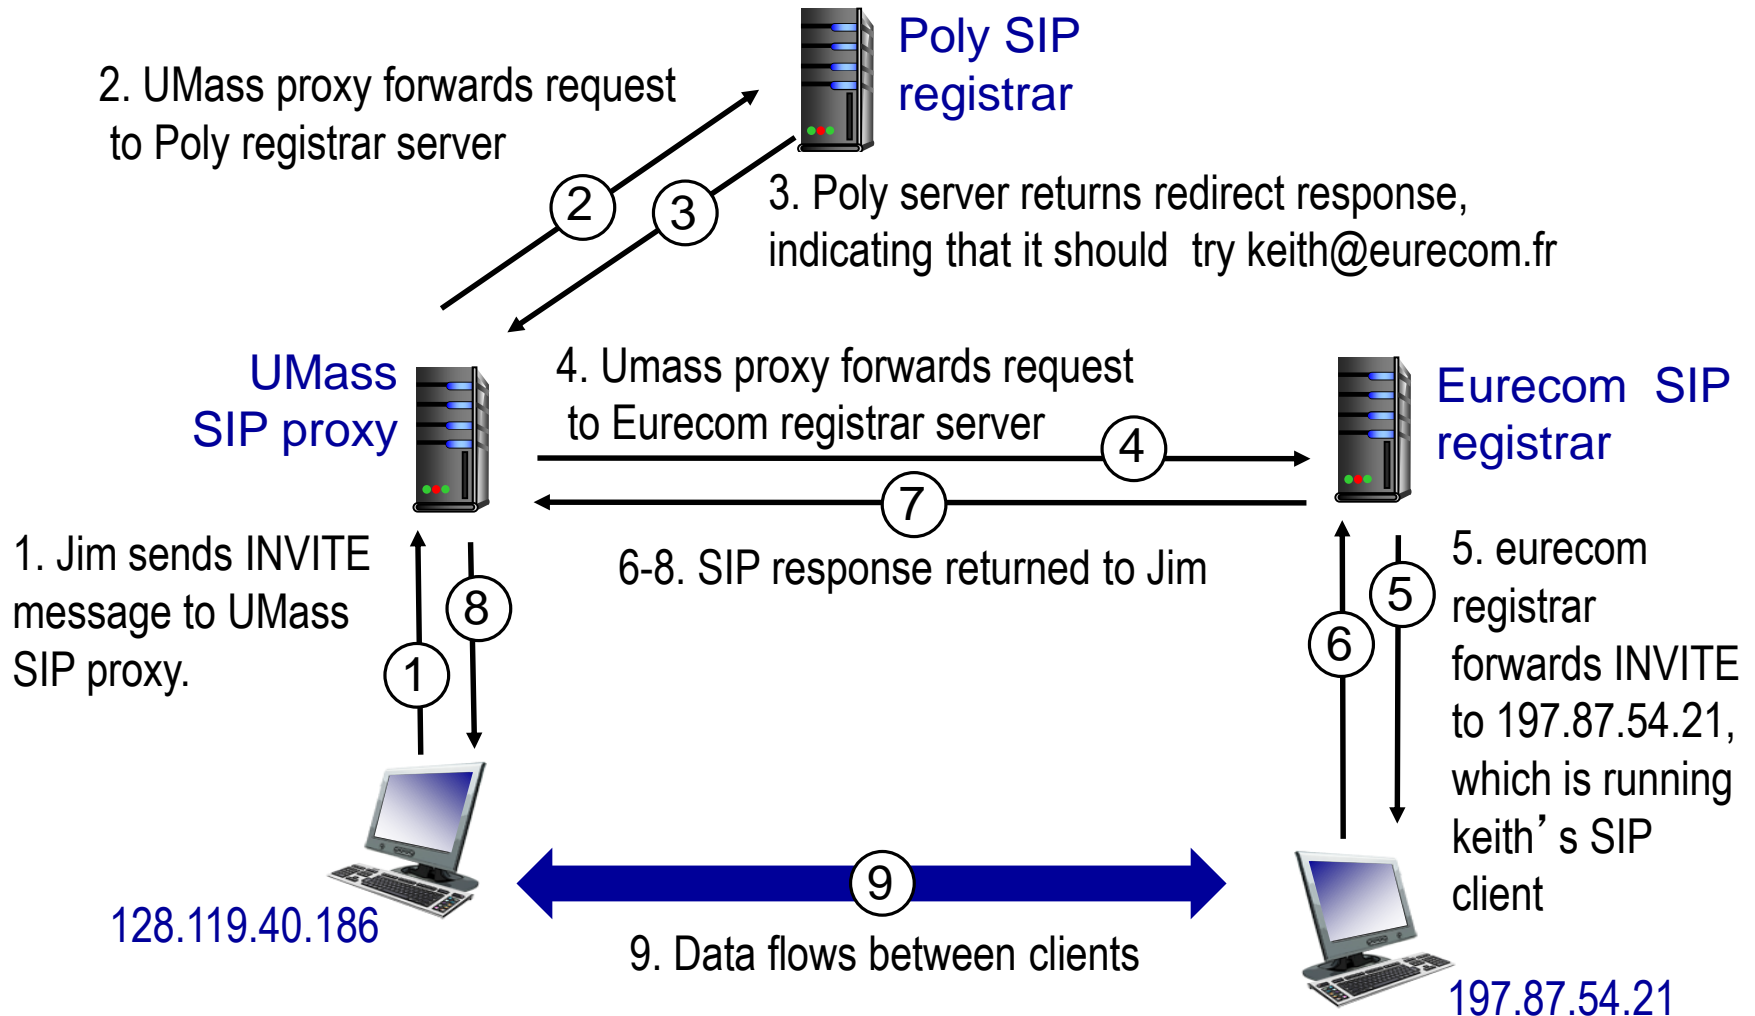 Poly SIP
registrar
2. UMass proxy forwards request
to Poly registrar server
2
3
3. Poly server returns redirect response,
indicating that it should try keith@eurecom.fr
UMass
SIP proxy
4. Umass proxy forwards request
to Eurecom registrar server
4
Eurecom SIP
registrar
7
1. Jim sends INVITE
message to UMass
SIP proxy.
8
1
6-8. SIP response returned to Jim
5
6
5. eurecom
registrar
forwards INVITE
to 197.87.54.21,
which is running
keith’s SIP
client
9
128.119.40.186
9. Data flows between clients
197.87.54.21